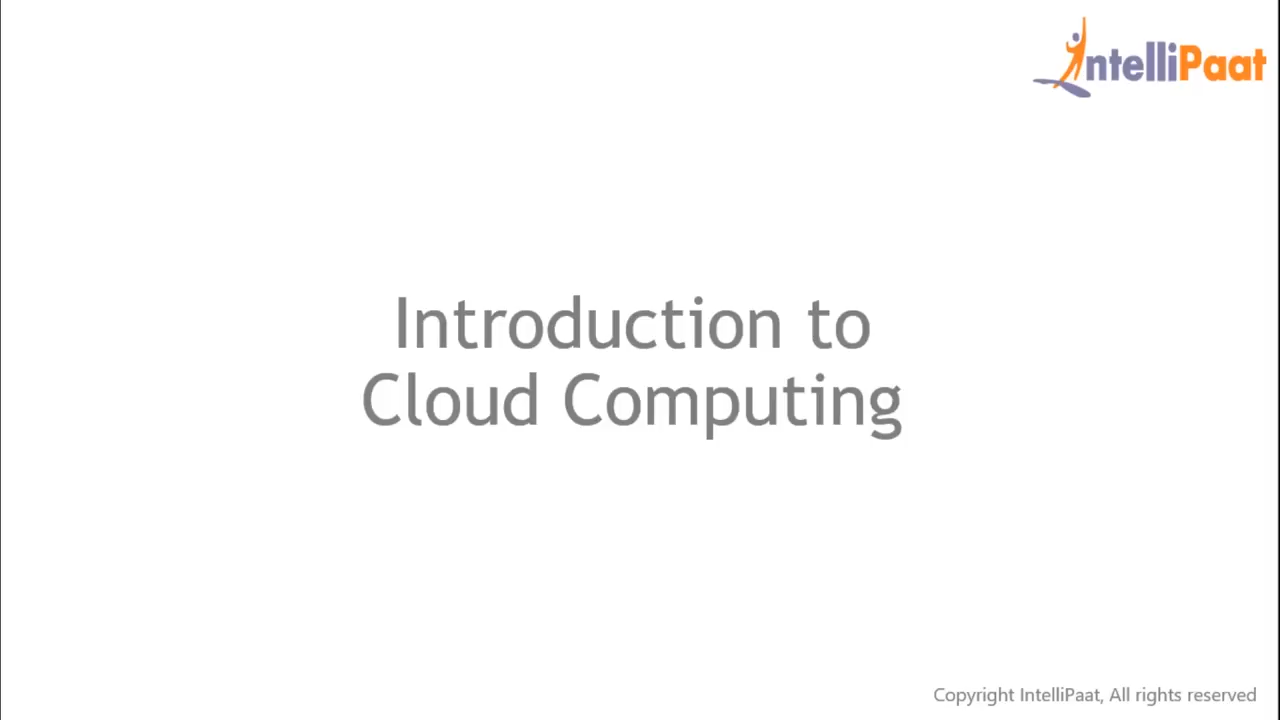 IntelliPaat
Introduction to
Cloud Computing
Copyright IntelliPaat, All rights reserved